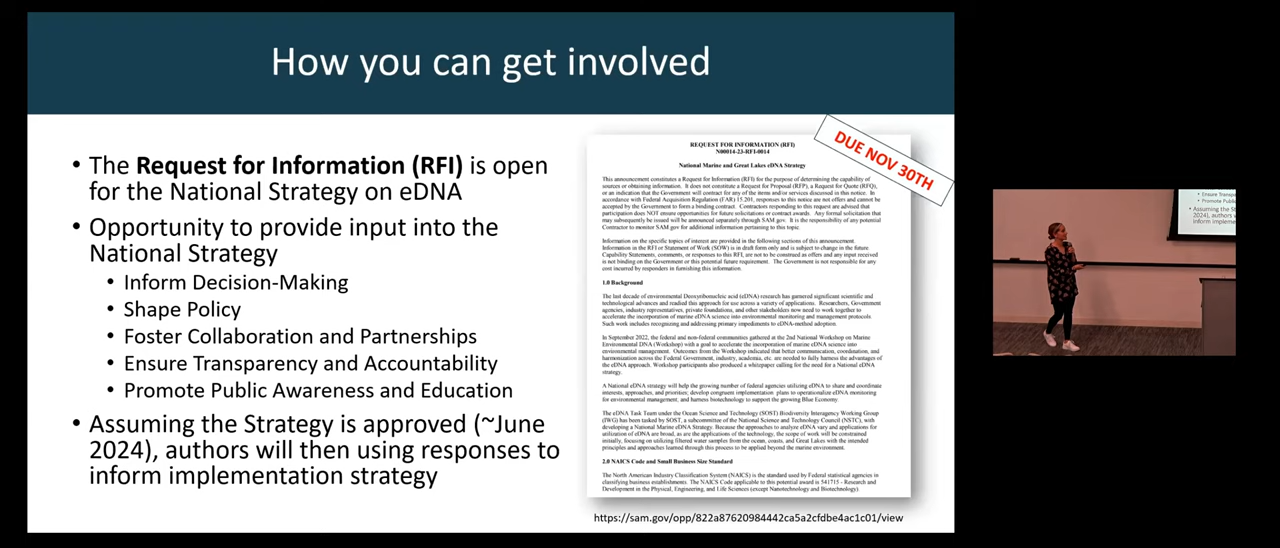 How you can get involved
• The Request for Information (RFI) is open
for the National Strategy on eDNA
• Opportunity to provide input into the
National Strategy
• Inform Decision-Making
• Shape Policy
• Foster Collaboration and Partnerships
• Ensure Transparency and Accountability
• Promote Public Awareness and Education
• Assuming the Strategy is approved (~June
2024), authors will then using responses to
inform implementation strategy
DUE NOV 30TH
REQUEST FOR INFORMATION (RFI)
N00014-23-RFI-0014
National Marine and Great Lakes eDNA Strategy
This announcement constitutes a Request for Information (RFI) for the purpose of determining the capability of
sources or obtaining information. It does not constitute a Request for Proposal (RFP), a Request for Quote (RFQ),
or an indication that the Government will contract for any of the items and/or services discussed in this notice. In
accordance with Federal Acquisition Regulation (FAR) 15.201, responses to this notice are not offers and cannot be
accepted by the Government to form a binding contract. Contractors responding to this request are advised that
participation does NOT ensure opportunities for future solicitations or contract awards. Any formal solicitation that
may subsequently be issued will be announced separately through SAM.gov. It is the responsibility of any potential
Contractor to monitor SAM.gov for additional information pertaining to this topic.
Information on the specific topics of interest are provided in the following sections of this announcement.
Information in the RFI or Statement of Work (SOW) is in draft form only and is subject to change in the future
Capability Statements, comments, or responses to this RFI, are not to be construed as offers and any input received
is not binding on the Government or this potential future requirement. The Government is not responsible for any
cost incurred by responders in furnishing this information.
1.0 Background
The last decade of environmental Deoxyribonucleic acid (eDNA) research has garnered significant scientific and
technological advances and readied this approach for use across a variety of applications. Researchers, Government
agencies, industry representatives, private foundations, and other stakeholders now need to work together to
accelerate the incorporation of marine eDNA science into environmental monitoring and management protocols.
Such work includes recognizing and addressing primary impediments to eDNA-method adoption.
In September 2022, the federal and non-federal communities gathered at the 2nd National Workshop on Marine
Environmental DNA (Workshop) with a goal to accelerate the incorporation of marine eDNA science into
environmental management. Outcomes from the Workshop indicated that better communication, coordination, and
harmonization across the Federal Government, industry, academia, etc. are needed to fully harness the advantages of
the eDNA approach. Workshop participants also produced a whitepaper calling for the need for a National eDNA
strategy.
A National eDNA strategy will help the growing number of federal agencies utilizing eDNA to share and coordinate
interests, approaches, and priorities; develop congruent implementation plans to operationalize eDNA monitoring
for environmental management; and harness biotechnology to support the growing Blue Economy.
The eDNA Task Team under the Ocean Science and Technology (SOST) Biodiversity Interagency Working Group
(IWG) has been tasked by SOST, a subcommittee of the National Science and Technology Council (NSTC), with
developing a National Marine eDNA Strategy. Because the approaches to analyze eDNA vary and applications for
utilization of eDNA are broad, as are the applications of the technology, the scope of work will be constrained
initially, focusing on utilizing filtered water samples from the ocean, coasts, and Great Lakes with the intended
principles and approaches learned through this process to be applied beyond the marine environment.
2.0 NAICS Code and Small Business Size Standard
The North American Industry Classification System (NAICS) is the standard used by Federal statistical agencies in
classifying business establishments. The NAICS Code applicable to this potential award is 541715 - Research and
Development in the Physical, Engineering, and Life Sciences (except Nanotechnology and Biotechnology).
https://sam.gov/opp/822a87620984442ca5a2cfdbe4ac1c01/view
• Ensure Transpa
• Promote Public
• Assuming the S
2024), authors w
inform impleme